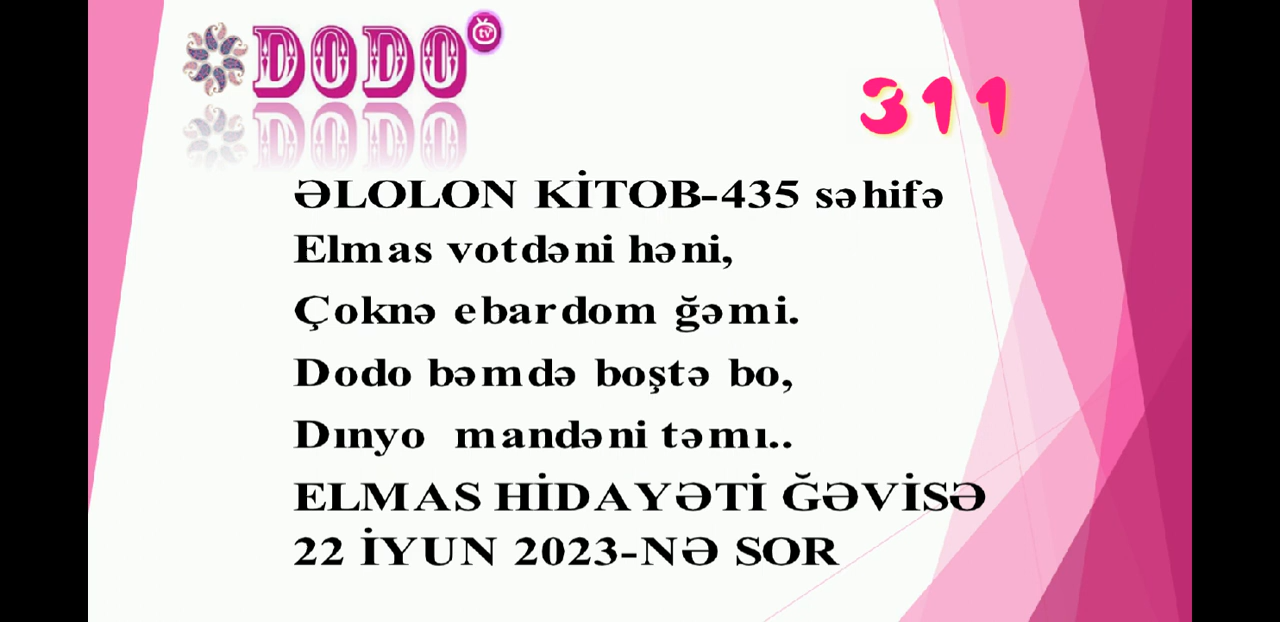 DODO tv
311
ƏLOLON KİTOB-435 səhifə
Elmas votdəni həni,
Çoknə ebardom ğəmi.
Dodo bəmdə boştə bo,
Dınyo mandəni təmı..
ELMAS HİDAYƏTİ ĞƏVİSƏ
22 İYUN 2023-NƏ SOR